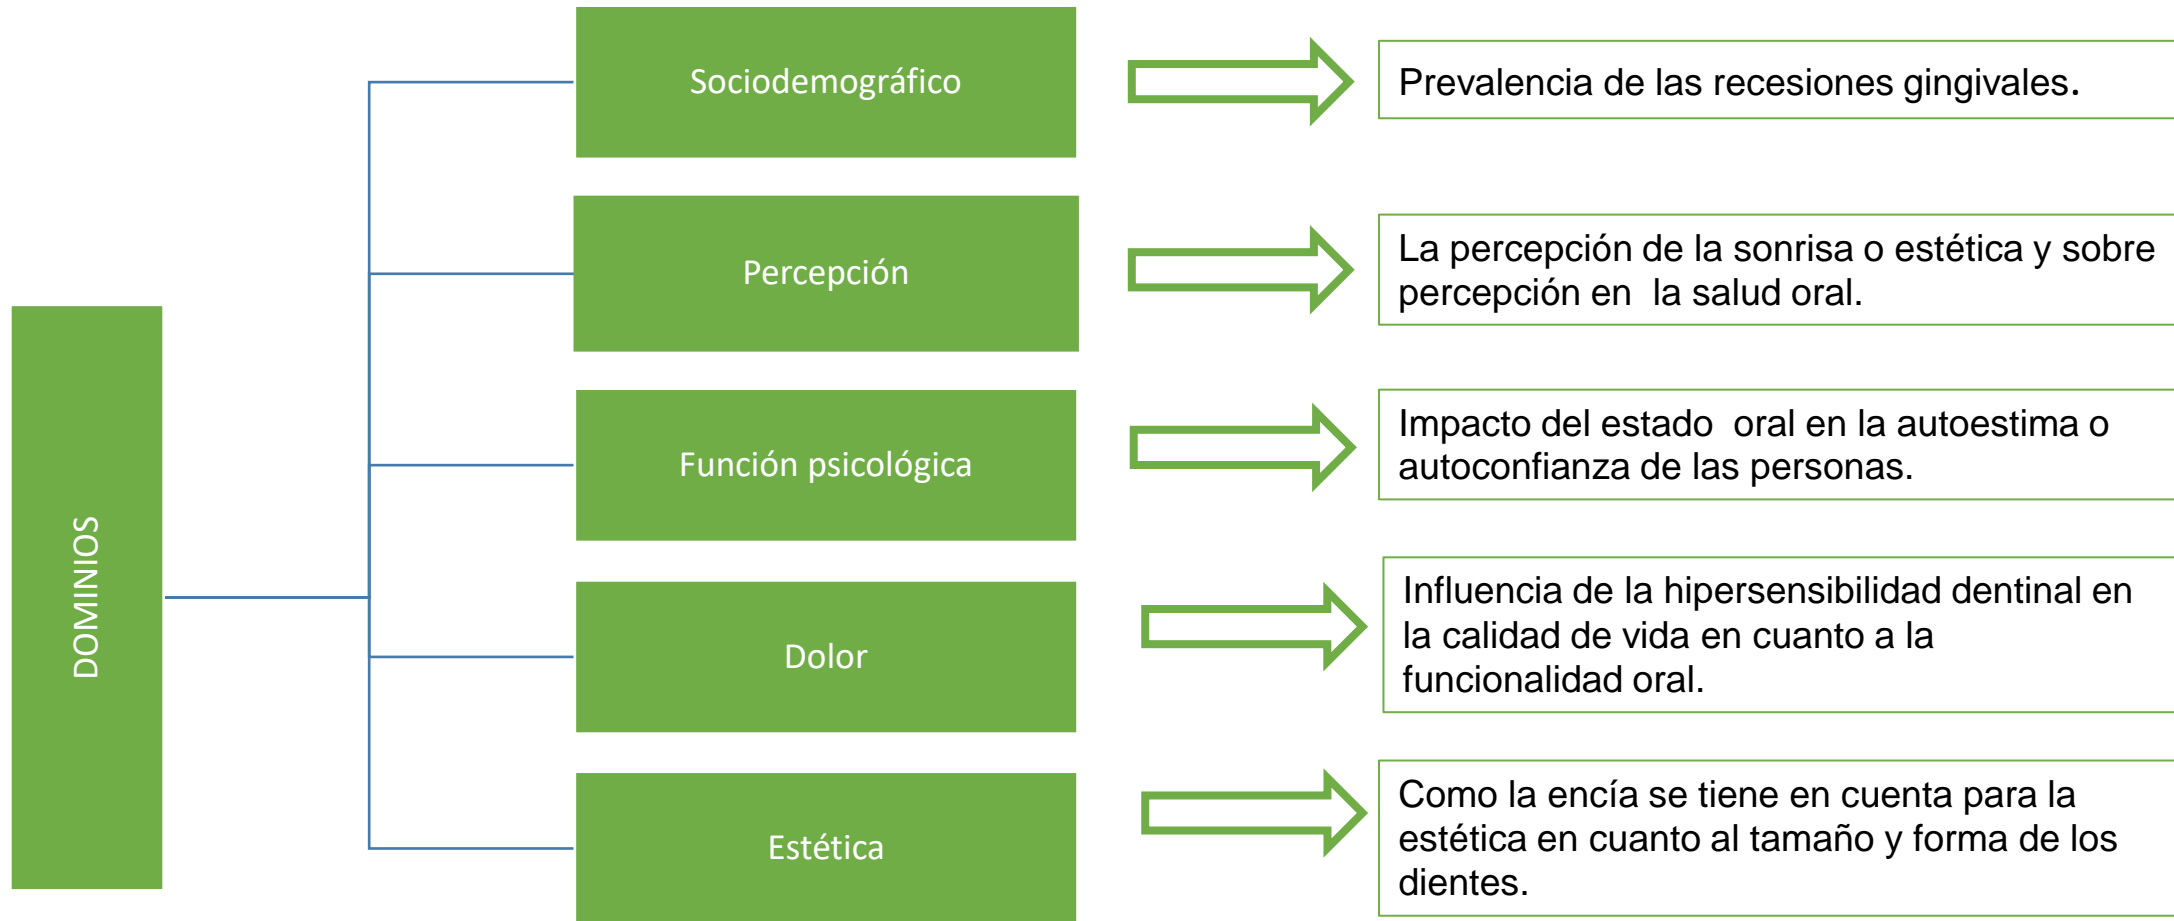 DOMINIOS
Sociodemográfico
Prevalencia de las recesiones gingivales.
Percepción
La percepción de la sonrisa o estética y sobre
percepción en la salud oral.
Función psicológica
Impacto del estado oral en la autoestima o
autoconfianza de las personas.
Dolor
Influencia de la hipersensibilidad dentinal en
la calidad de vida en cuanto a la
funcionalidad oral.
Estética
Como la encía se tiene en cuenta para la
estética en cuanto al tamaño y forma de los
dientes.